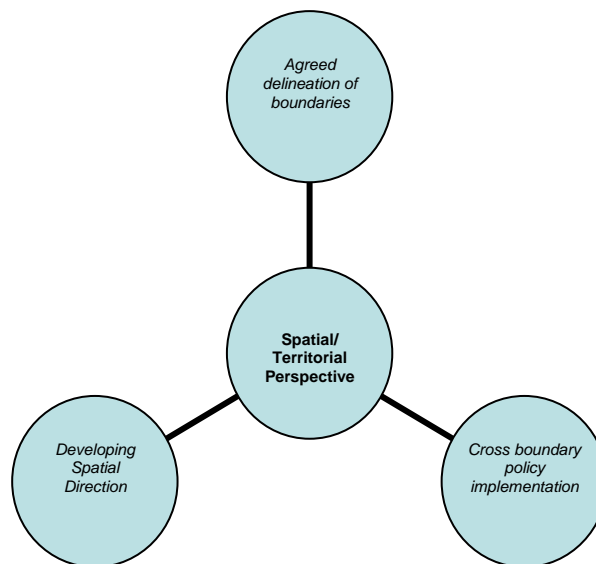 Agreed
delineation of
boundaries
Spatial/
Territorial
Perspective
Developing
Spatial
Direction
Cross boundary
policy
implementation